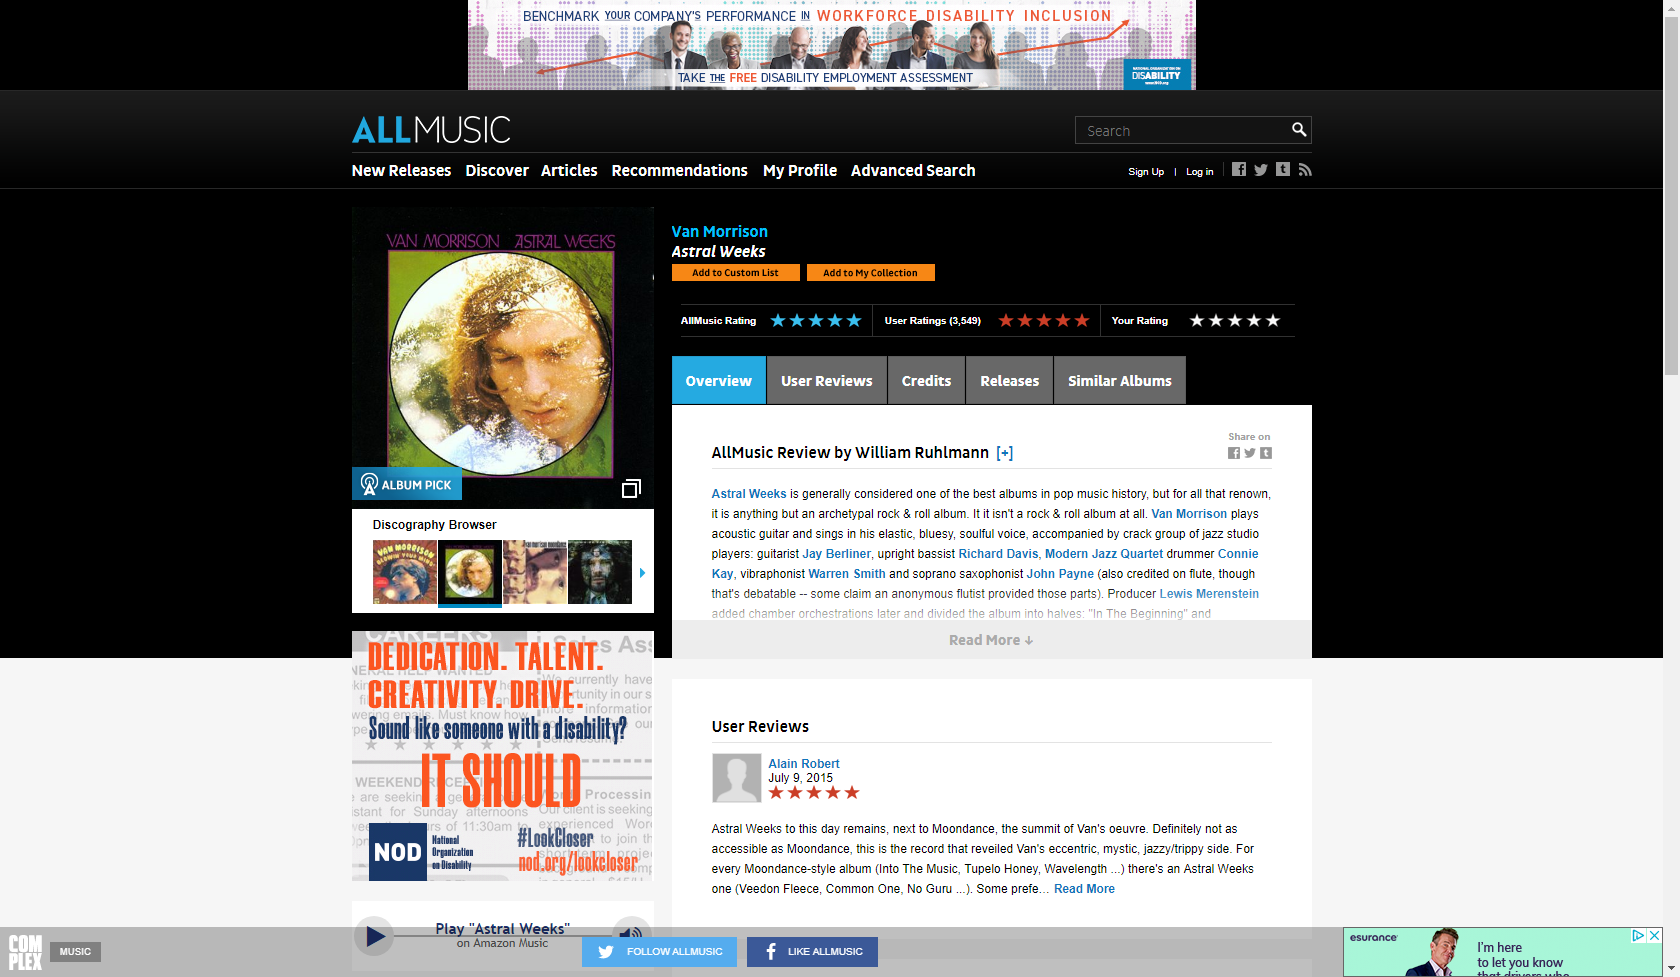 BENCHMARK YOUR COMPANY'S PERFORMANCE IN WORKFORCE DISABILITY INCLUSION
TAKE THE FREE DISABILITY EMPLOYMENT ASSESSMENT
NATIONAL ORGANIZATION ON
DISABILITY
www.NOD.org
ALLMUSIC
Search
New Releases Discover Articles Recommendations My Profile Advanced Search
Sign Up | Log in
VAN MORRISON ASTRAL WEEKS
ALBUM PICK
Van Morrison
Astral Weeks
Add to Custom List Add to My Collection
AllMusic Rating User Ratings (3,549) Your Rating
Overview User Reviews Credits Releases Similar Albums
AllMusic Review by William Ruhlmann [+]
Share on
Astral Weeks is generally considered one of the best albums in pop music history, but for all that renown,
it is anything but an archetypal rock & roll album. It it isn't a rock & roll album at all. Van Morrison plays
acoustic guitar and sings in his elastic, bluesy, soulful voice, accompanied by crack group of jazz studio
players: guitarist Jay Berliner, upright bassist Richard Davis, Modern Jazz Quartet drummer Connie
Kay, vibraphonist Warren Smith and soprano saxophonist John Payne (also credited on flute, though
that's debatable -- some claim an anonymous flutist provided those parts). Producer Lewis Merenstein
added chamber orchestrations later and divided the album into halves: "In The Beginning" and
Read More ↓
Discography Browser
VAN MORRISON
BLOWIN' YOUR MIND!
van morrison moondance
DEDICATION. TALENT.
CREATIVITY. DRIVE.
Sound like someone with a disability?
IT SHOULD
NOD National
Organization
on Disability
#LookCloser
nod.org/lookcloser
User Reviews
Alain Robert
July 9, 2015
Astral Weeks to this day remains, next to Moondance, the summit of Van's oeuvre. Definitely not as
accessible as Moondance, this is the record that reveiled Van's eccentric, mystic, jazzy/trippy side. For
every Moondance-style album (Into The Music, Tupelo Honey, Wavelength ...) there's an Astral Weeks
one (Veedon Fleece, Common One, No Guru ...). Some prefe... Read More
Play "Astral Weeks"
on Amazon Music
COMPLEX
MUSIC
FOLLOW ALLMUSIC
LIKE ALLMUSIC
esurance
I'm here
to let you know
that drivers who